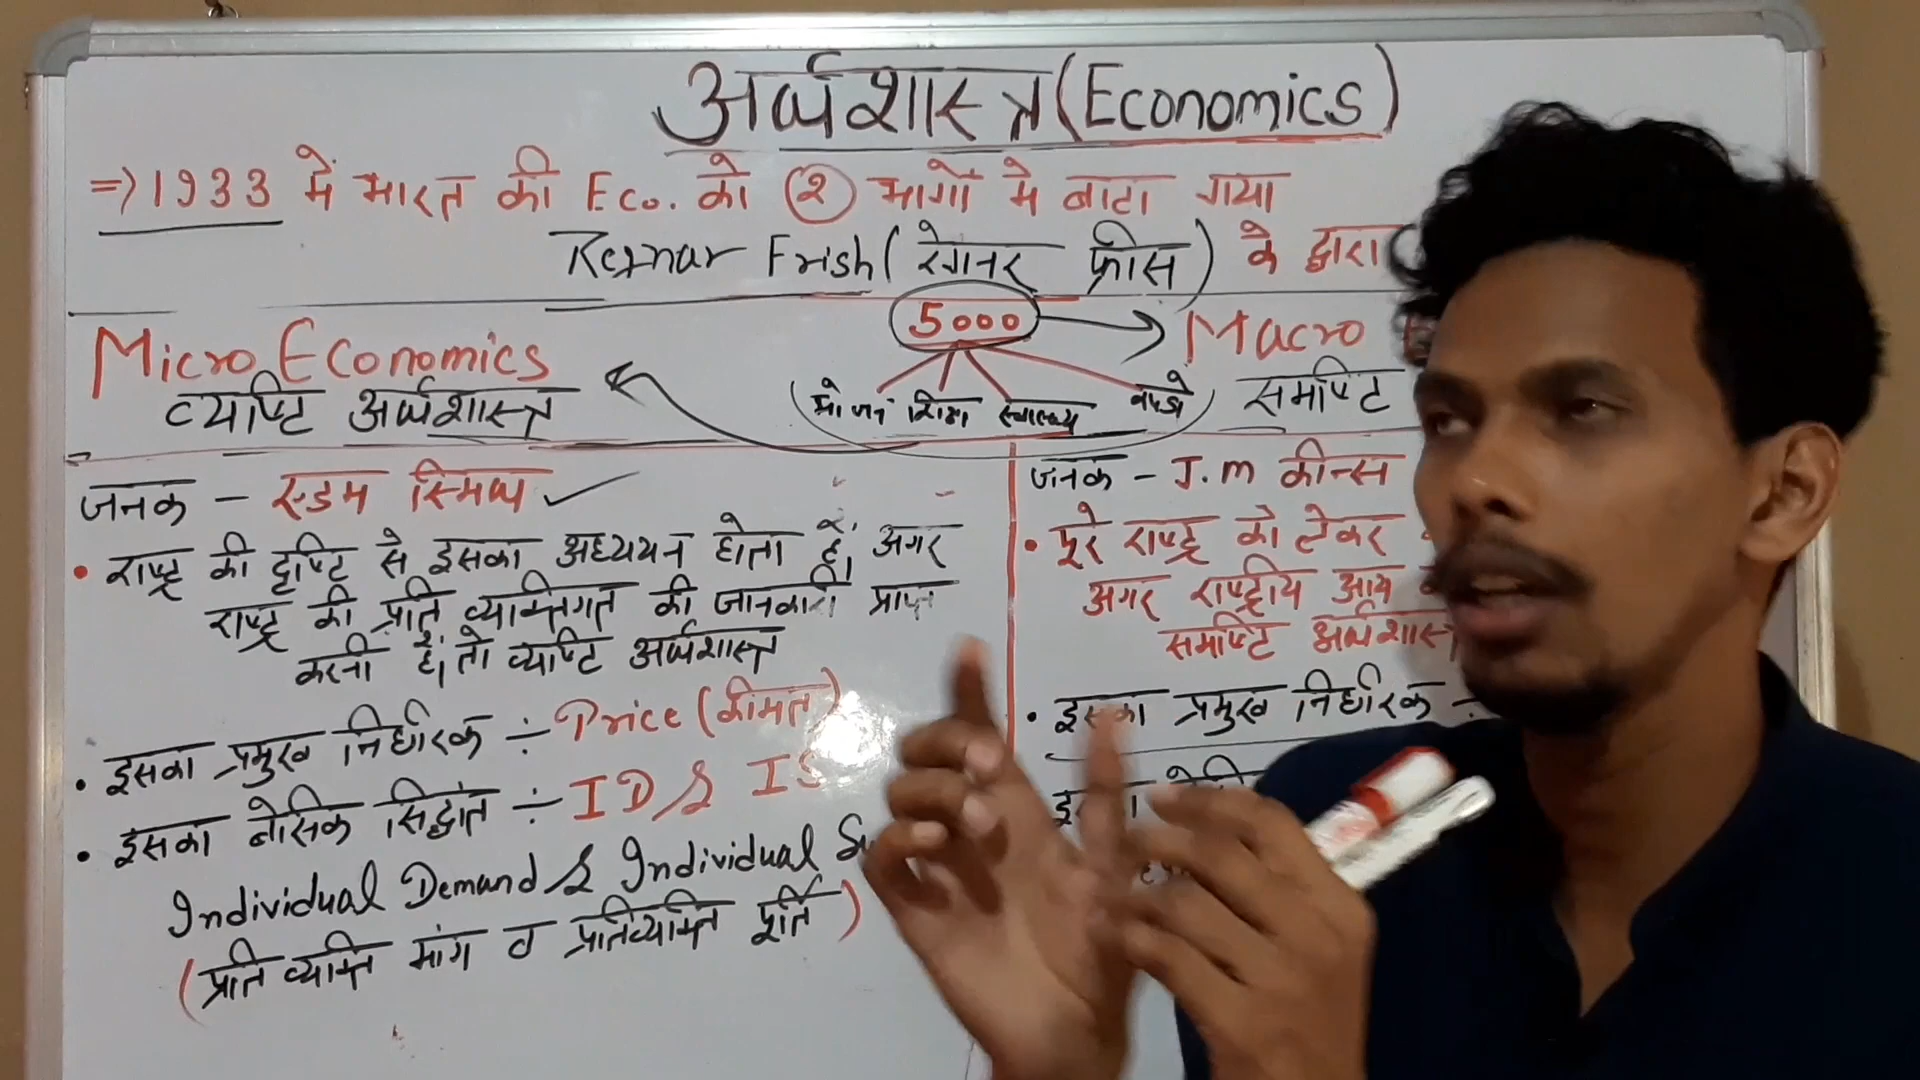 अर्थशास्त्र (Economics)
=> 1933 में भारत की Eco. को 2 भागों में बाटा गया
Regnar Frish (रेगनर फ्रीस) के द्वारा
5000
भोजन शिक्षा स्वास्थ्य कपड़े
Micro Economics
व्यष्टि अर्थशास्त्र
जनक - एडम स्मिथ ✓
• राष्ट्र की दृष्टि से इसका अध्ययन होता है, अगर
राष्ट्र की प्रति व्यक्तिगत की जानकारी प्राप्त
करनी है, तो व्यष्टि अर्थशास्त्र
• इसका प्रमुख निर्धारक ÷ Price (कीमत)
• इसका बेसिक सिद्धांत ÷ ID & IS
Individual Demand & Individual
(प्रति व्यक्ति मांग व प्रतिव्यक्ति पूर्ति)
Macro
समष्टि
जनक - J.m कीन्स
• पूरे राष्ट्र को लेकर
अगर राष्ट्रीय आय
समष्टि अर्थशास्त्र
• इसका प्रमुख निर्धारक ÷